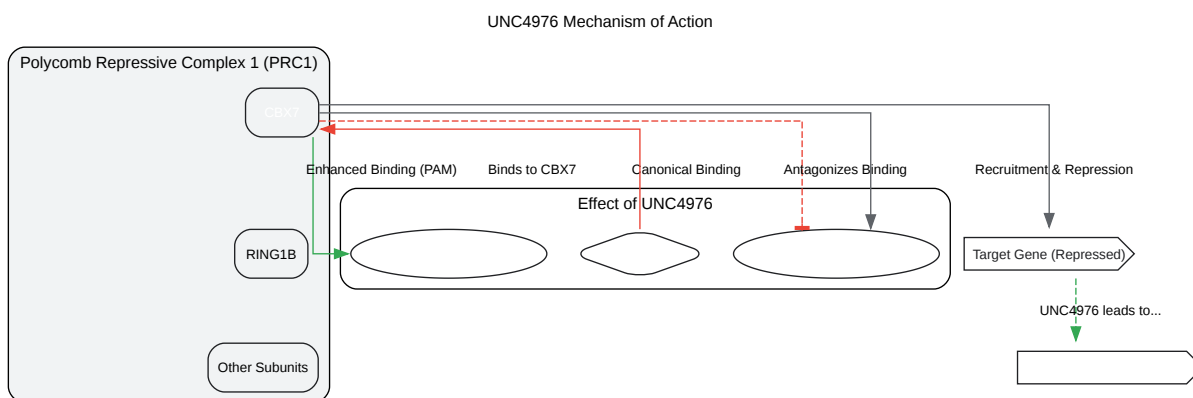 UNC4976 Mechanism of Action
Polycomb Repressive Complex 1 (PRC1)
CBX7
Enhanced Binding (PAM)
Binds to CBX7
Canonical Binding
Antagonizes Binding
Recruitment & Repression
Effect of UNC4976
RING1B
Target Gene (Repressed)
UNC4976 leads to...
Other Subunits